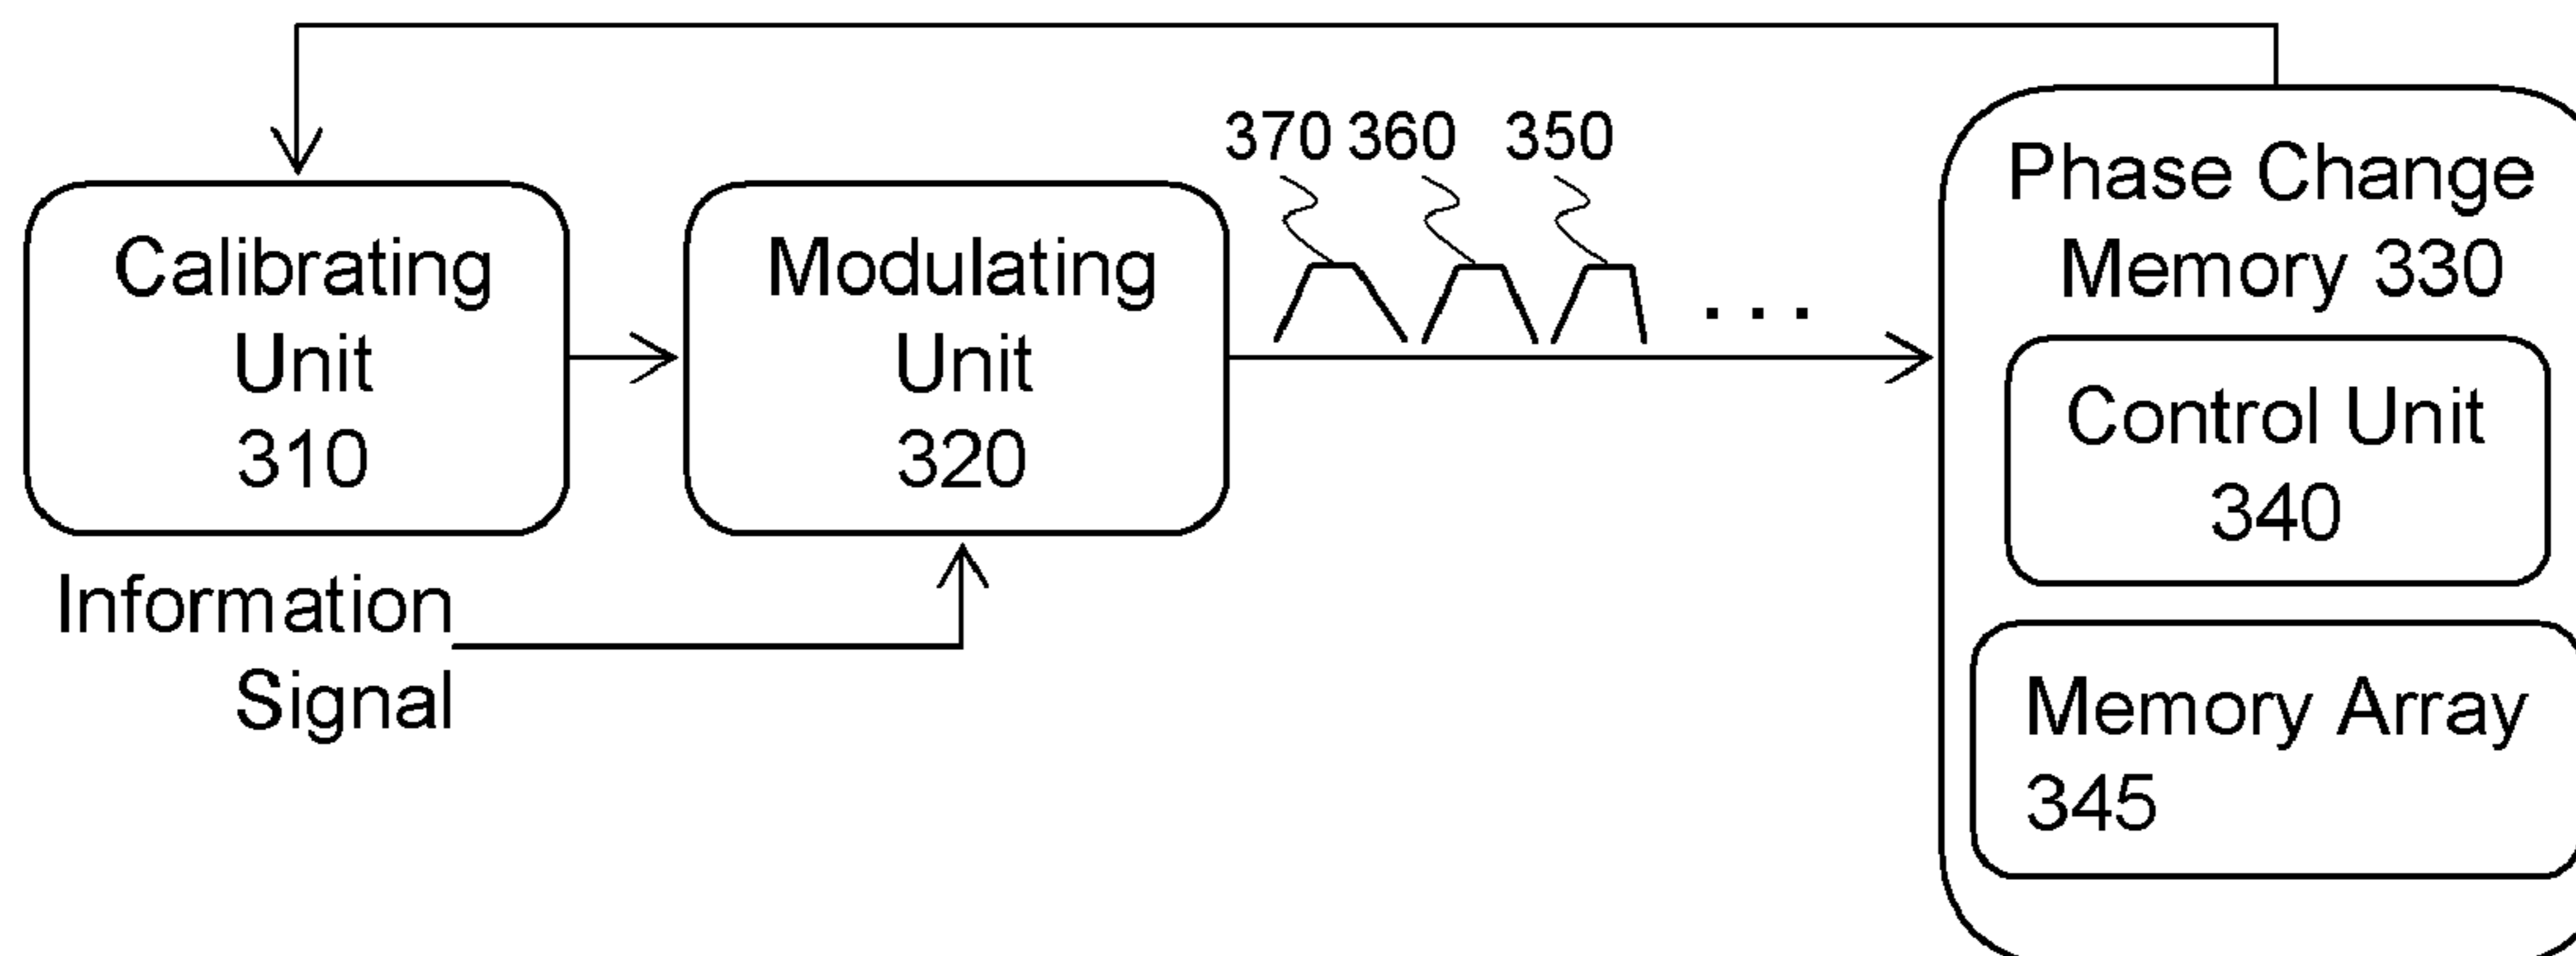 370 360 350
Calibrating
Unit
310
Modulating
Unit
320
. . .
Phase Change
Memory 330
Control Unit
340
Memory Array
345
Information
Signal